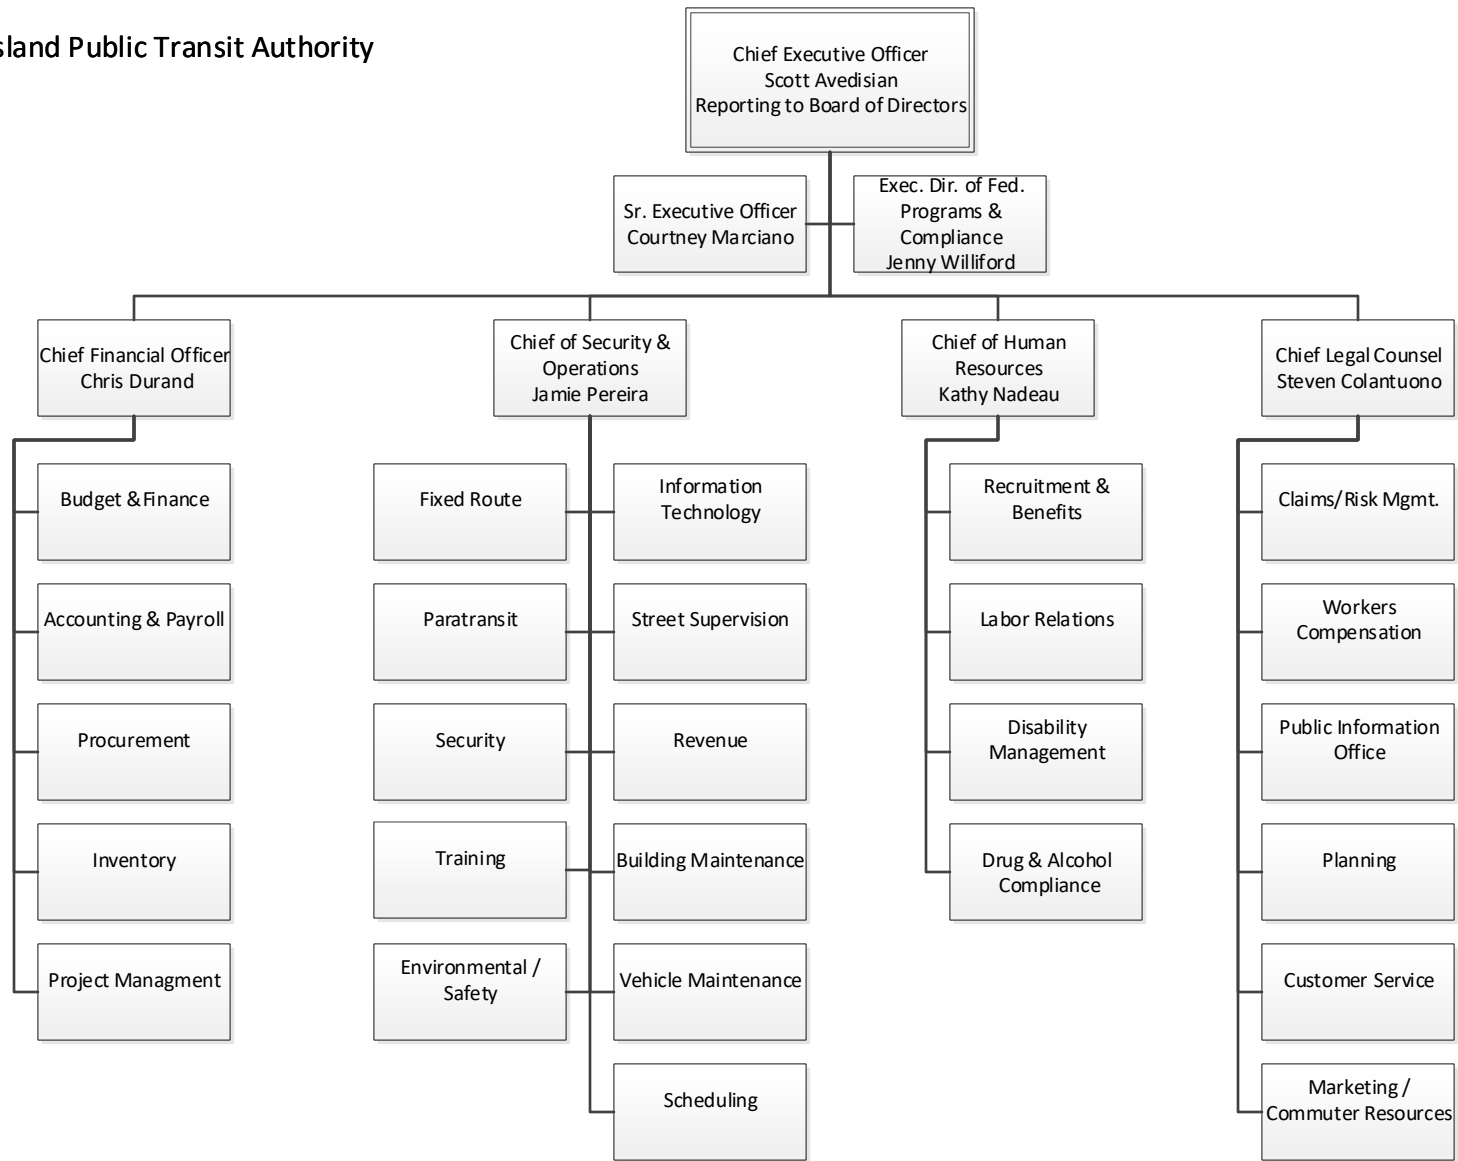 sland Public Transit Authority
Chief Executive Officer
Scott Avedisian
Reporting to Board of Directors
Sr. Executive Officer
Courtney Marciano
Exec. Dir. of Fed.
Programs &
Compliance
Jenny Williford
Chief Financial Officer
Chris Durand
Chief of Security &
Operations
Jamie Pereira
Chief of Human
Resources
Kathy Nadeau
Chief Legal Counsel
Steven Colantuono
Budget & Finance
Accounting & Payroll
Procurement
Inventory
Project Managment
Fixed Route
Paratransit
Security
Training
Environmental /
Safety
Information
Technology
Street Supervision
Revenue
Building Maintenance
Vehicle Maintenance
Scheduling
Recruitment &
Benefits
Labor Relations
Disability
Management
Drug & Alcohol
Compliance
Claims/Risk Mgmt.
Workers
Compensation
Public Information
Office
Planning
Customer Service
Marketing /
Commuter Resources